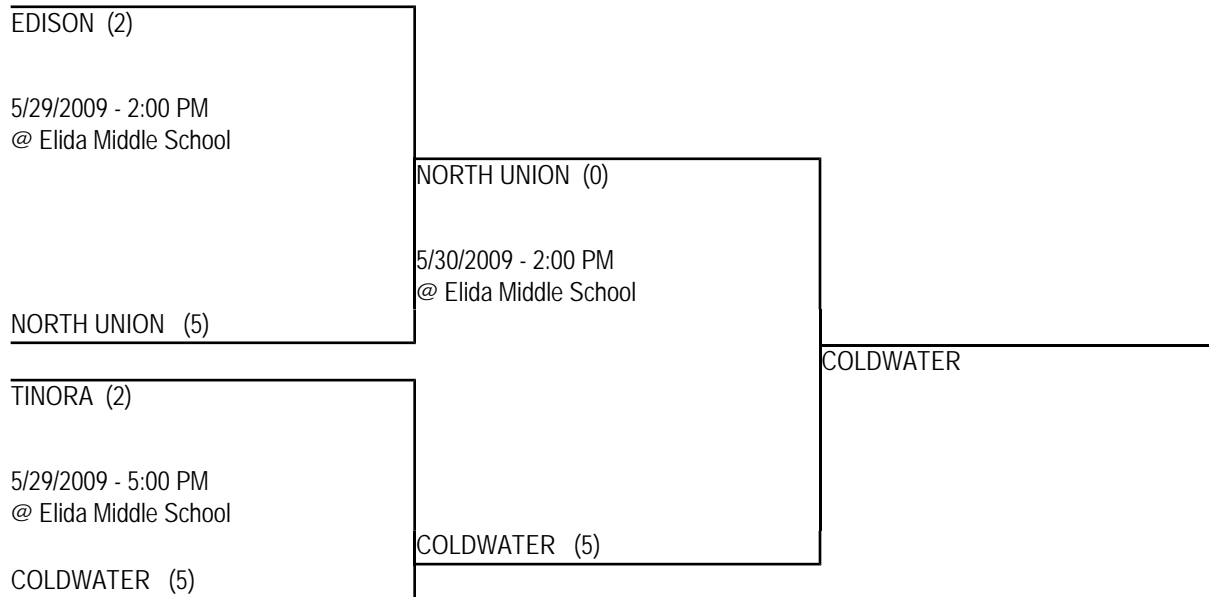 EDISON (2)
5/29/2009 - 2:00 PM
@ Elida Middle School
NORTH UNION (0)
5/30/2009 - 2:00 PM
@ Elida Middle School
NORTH UNION (5)
COLDWATER
TINORA (2)
5/29/2009 - 5:00 PM
@ Elida Middle School
COLDWATER (5)
COLDWATER (5)